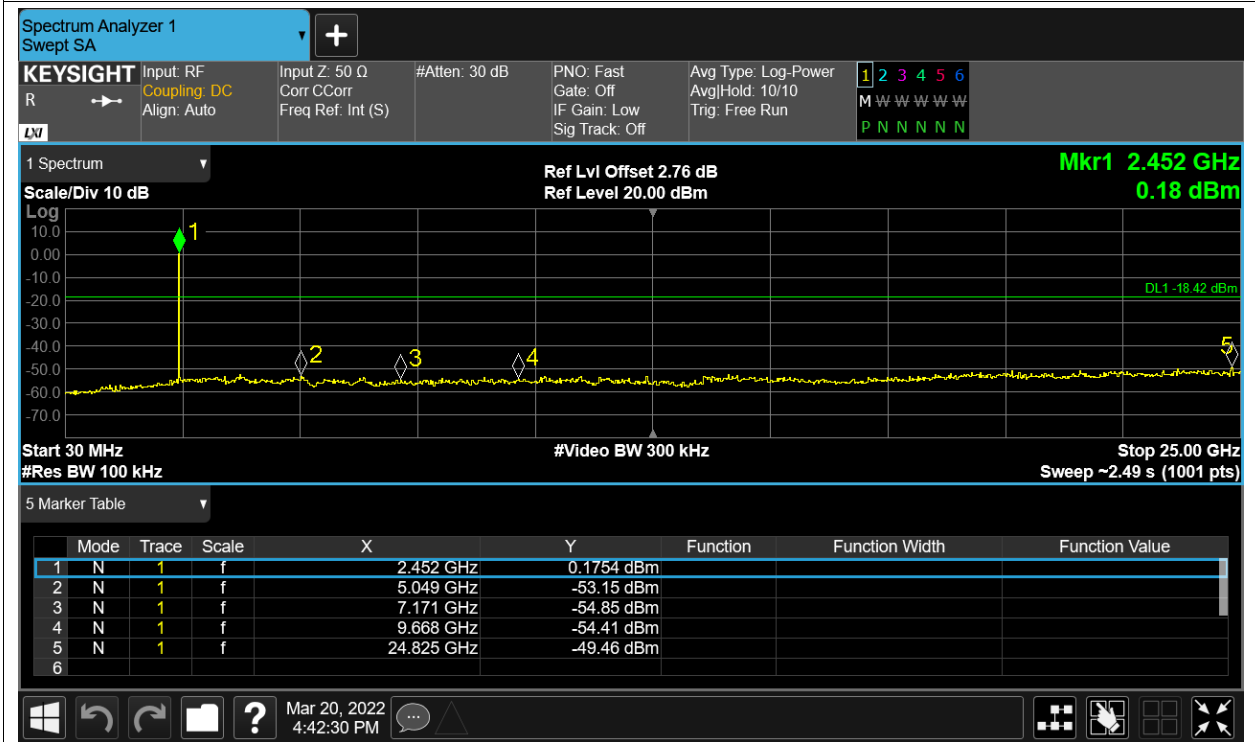 Spectrum Analyzer 1
Swept SA
+
KEYSIGHT Input: RF Input Z: 50 Ω #Atten: 30 dB PNO: Fast Avg Type: Log-Power 1 2 3 4 5 6
R Coupling: DC Corr CCorr Gate: Off Avg|Hold: 10/10 M W W W W W
Align: Auto Freq Ref: Int (S) IF Gain: Low Trig: Free Run P N N N N N
LXI Sig Track: Off
1 Spectrum Ref Lvl Offset 2.76 dB Mkr1 2.452 GHz
Scale/Div 10 dB Ref Level 20.00 dBm 0.18 dBm
Log
10.0 1
0.00
-10.0
DL1 -18.42 dBm
-20.0
-30.0
-40.0 2 3 4 5
-50.0
-60.0
-70.0
Start 30 MHz #Video BW 300 kHz Stop 25.00 GHz
#Res BW 100 kHz Sweep ~2.49 s (1001 pts)
5 Marker Table
Mode Trace Scale X Y Function Function Width Function Value
1 N 1 f 2.452 GHz 0.1754 dBm
2 N 1 f 5.049 GHz -53.15 dBm
3 N 1 f 7.171 GHz -54.85 dBm
4 N 1 f 9.668 GHz -54.41 dBm
5 N 1 f 24.825 GHz -49.46 dBm
6
? Mar 20, 2022
4:42:30 PM